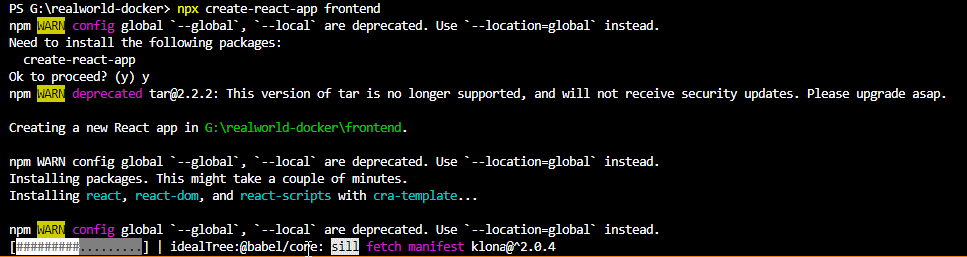 PS G:\realworld-docker> npx create-react-app frontend
npm WARN config global `--global`, `--local` are deprecated. Use `--location=global` instead.
Need to install the following packages:
  create-react-app
Ok to proceed? (y) y
npm WARN deprecated tar@2.2.2: This version of tar is no longer supported, and will not receive security updates. Please upgrade asap.
Creating a new React app in G:\realworld-docker\frontend.
npm WARN config global `--global`, `--local` are deprecated. Use `--location=global` instead.
Installing packages. This might take a couple of minutes.
Installing react, react-dom, and react-scripts with cra-template...
npm WARN config global `--global`, `--local` are deprecated. Use `--location=global` instead.
[#########.........] | idealTree:@babel/core: sill fetch manifest klona@^2.0.4